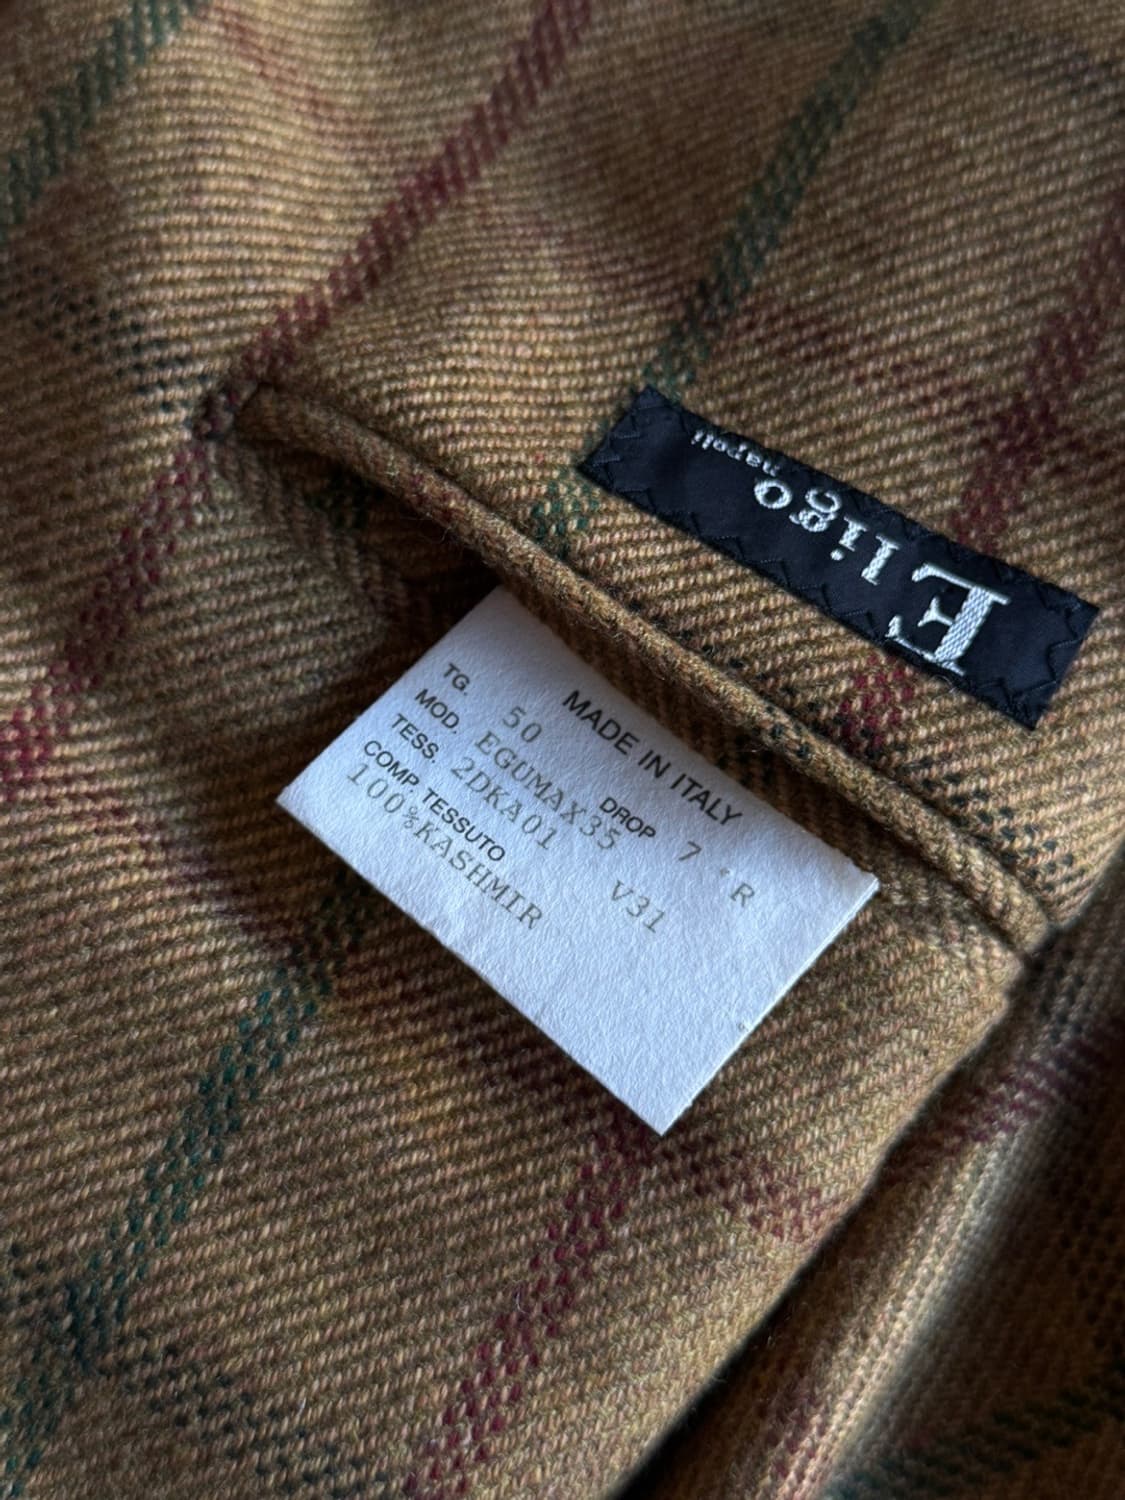 Eligo
napoli
MADE IN ITALY
TG. 50 DROP 7 R
MOD. EGUMAX35
TESS. 2DKA01 V31
COMP. TESSUTO
100%KASHMIR